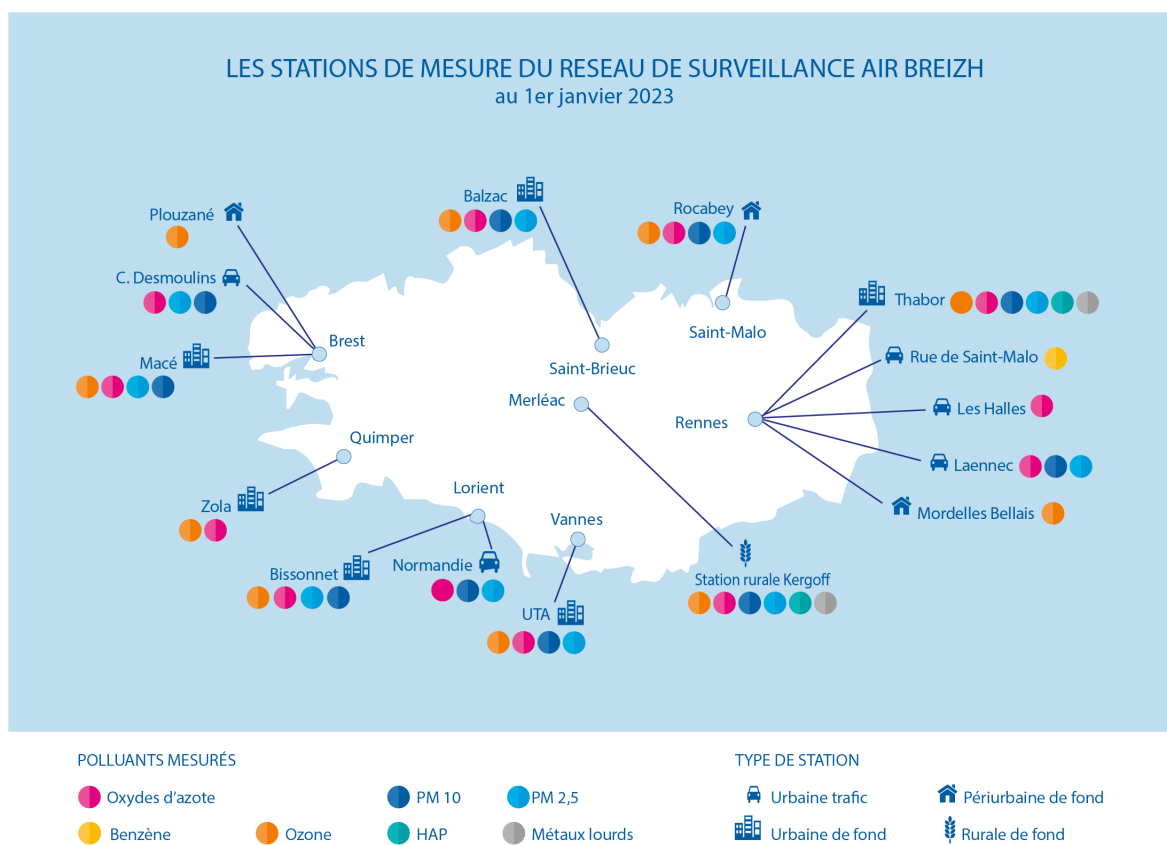 LES STATIONS DE MESURE DU RESEAU DE SURVEILLANCE AIR BREIZH
au 1er janvier 2023
Balzac
Rocabey
Plouzané
C. Desmoulins
Macé
Brest
Saint-Malo
Saint-Brieuc
Thabor
Rue de Saint-Malo
Les Halles
Laennec
Mordelles Bellais
Merléac
Rennes
Quimper
Zola
Lorient
Vannes
Bissonnet
Normandie
UTA
Station rurale Kergoff
POLLUANTS MESURÉS
Oxydes d'azote
PM 10
PM 2,5
Benzène
Ozone
HAP
Métaux lourds
TYPE DE STATION
Urbaine trafic
Périurbaine de fond
Urbaine de fond
Rurale de fond